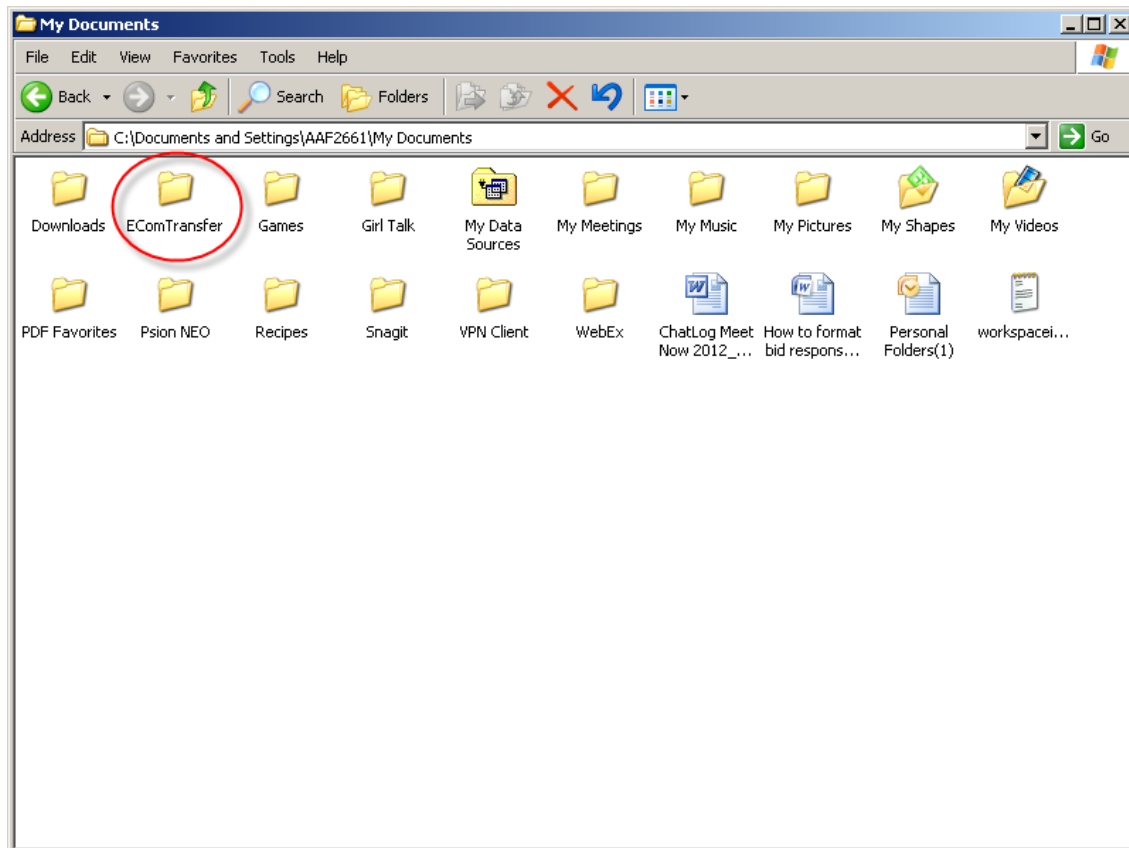 My Documents
File Edit View Favorites Tools Help
Back Search Folders
Address C:\Documents and Settings\AAF2661\My Documents Go
Downloads EComTransfer Games Girl Talk My Data Sources My Meetings My Music My Pictures My Shapes My Videos
PDF Favorites Psion NEO Recipes Snagit VPN Client WebEx ChatLog Meet Now 2012_... How to format bid respons... Personal Folders(1) workspacei...